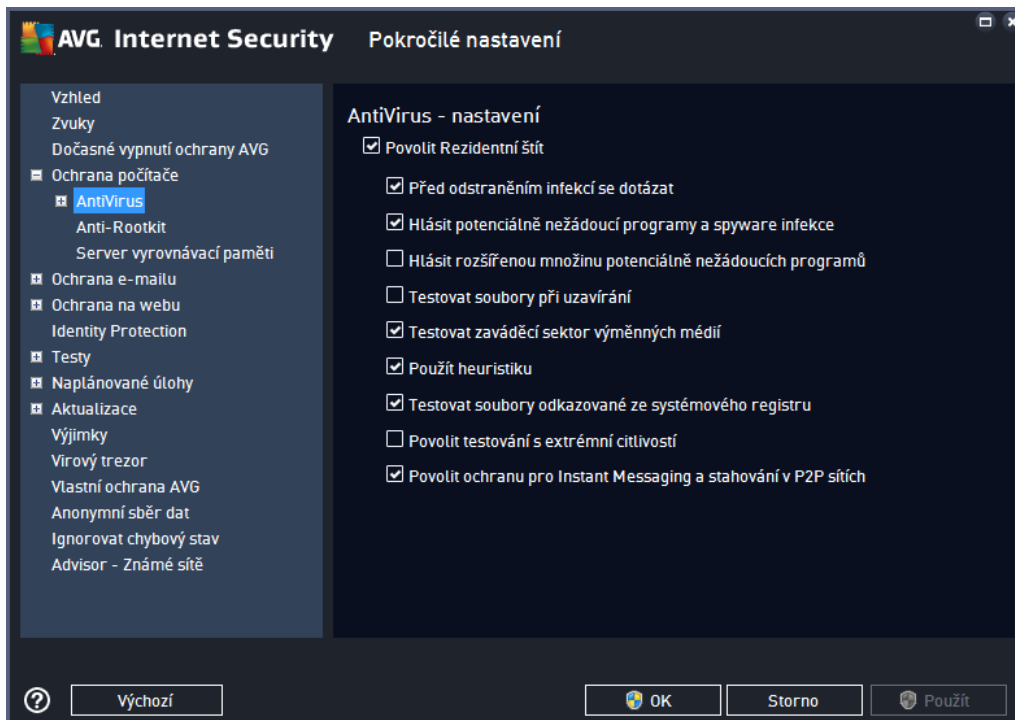 AVG. Internet Security Pokročilé nastavení
Vzhled
Zvuky
Dočasné vypnutí ochrany AVG
Ochrana počítače
AntiVirus
Anti-Rootkit
Server vyrovnávací paměti
Ochrana e-mailu
Ochrana na webu
Identity Protection
Testy
Naplánované úlohy
Aktualizace
Výjimky
Virový trezor
Vlastní ochrana AVG
Anonymní sběr dat
Ignorovat chybový stav
Advisor - Známé sítě
AntiVirus - nastavení
Povolit Rezidentní štít
Před odstraněním infekcí se dotázat
Hlásit potenciálně nežádoucí programy a spyware infekce
Hlásit rozšířenou množinu potenciálně nežádoucích programů
Testovat soubory při uzavírání
Testovat zaváděcí sektor výměnných médií
Použít heuristiku
Testovat soubory odkazované ze systémového registru
Povolit testování s extrémní citlivostí
Povolit ochranu pro Instant Messaging a stahování v P2P sítích
? Výchozí OK Storno Použít